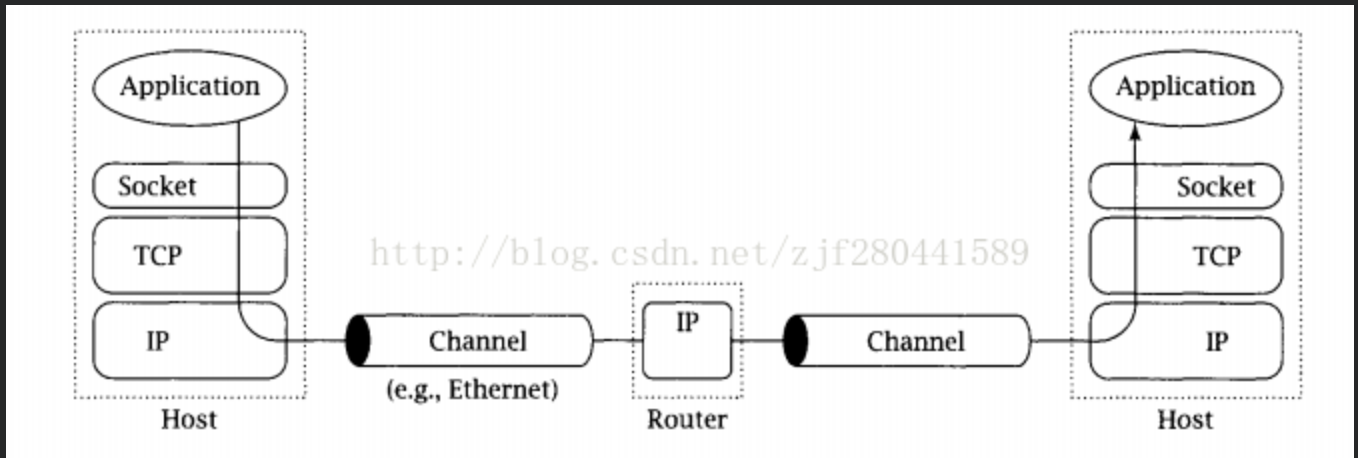 Application
Application
Socket
Socket
TCP
http://blog.csdn.net/zjf280441589
TCP
IP
Channel
IP
Channel
IP
(e.g., Ethernet)
Host
Router
Host